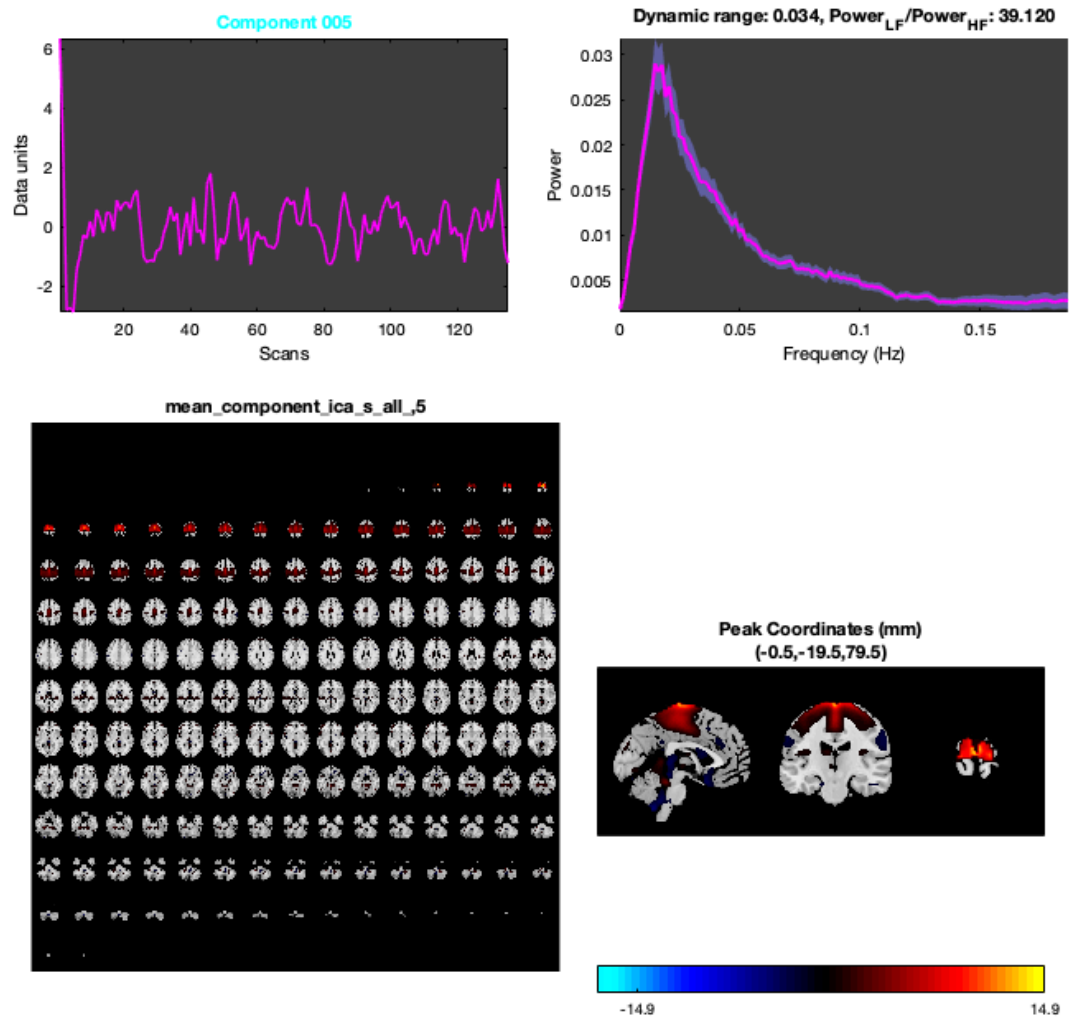 Component 005
6
4
2
0
-2
Data units
20 40 60 80 100 120
Scans
Dynamic range: 0.034, Power_LF/Power_HF: 39.120
0.03
0.025
0.02
0.015
0.01
0.005
Power
0 0.05 0.1 0.15
Frequency (Hz)
mean_component_ica_s_all_,5
Peak Coordinates (mm)
(-0.5,-19.5,79.5)
-14.9 14.9